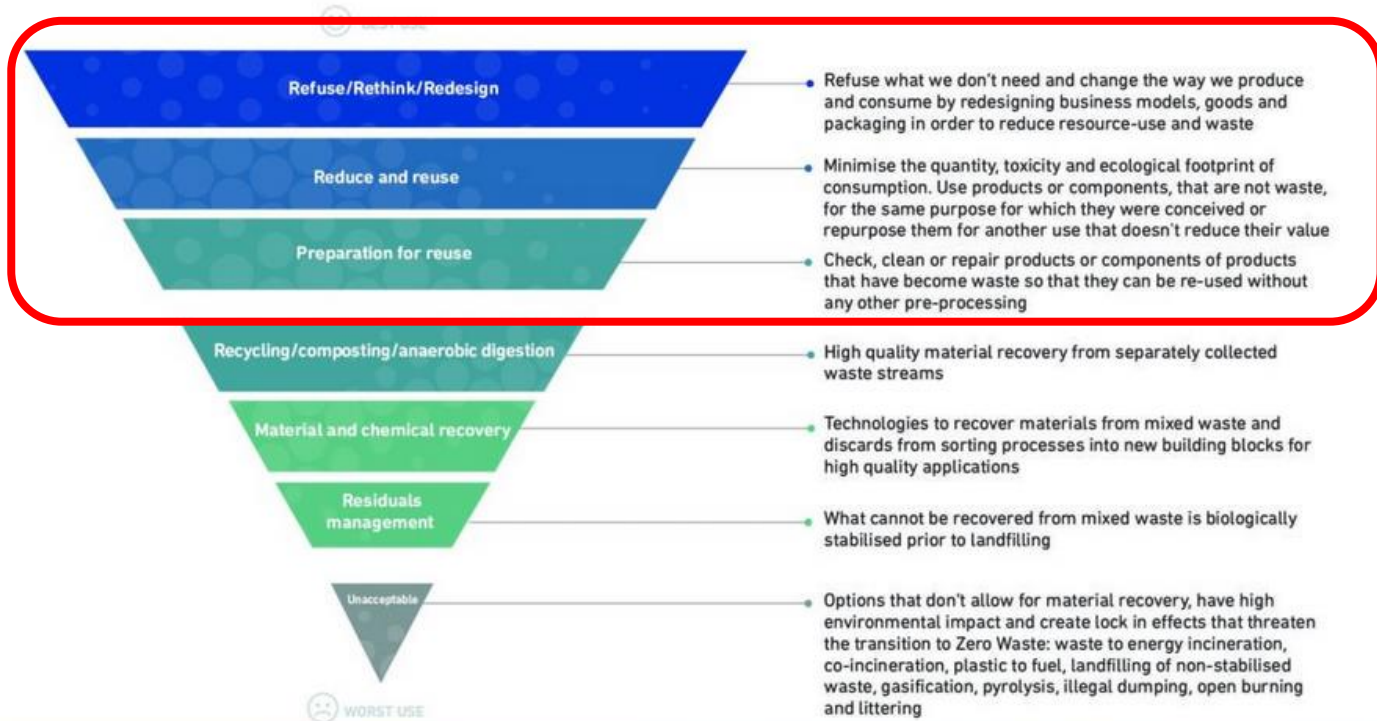 BEST USE
Refuse/Rethink/Redesign
Refuse what we don't need and change the way we produce
and consume by redesigning business models, goods and
packaging in order to reduce resource-use and waste
Reduce and reuse
Minimise the quantity, toxicity and ecological footprint of
consumption. Use products or components, that are not waste,
for the same purpose for which they were conceived or
repurpose them for another use that doesn't reduce their value
Preparation for reuse
Check, clean or repair products or components of products
that have become waste so that they can be re-used without
any other pre-processing
Recycling/composting/anaerobic digestion
High quality material recovery from separately collected
waste streams
Material and chemical recovery
Technologies to recover materials from mixed waste and
discards from sorting processes into new building blocks for
high quality applications
Residuals
management
What cannot be recovered from mixed waste is biologically
stabilised prior to landfilling
Unacceptable
Options that don't allow for material recovery, have high
environmental impact and create lock in effects that threaten
the transition to Zero Waste: waste to energy incineration,
co-incineration, plastic to fuel, landfilling of non-stabilised
waste, gasification, pyrolysis, illegal dumping, open burning
and littering
WORST USE